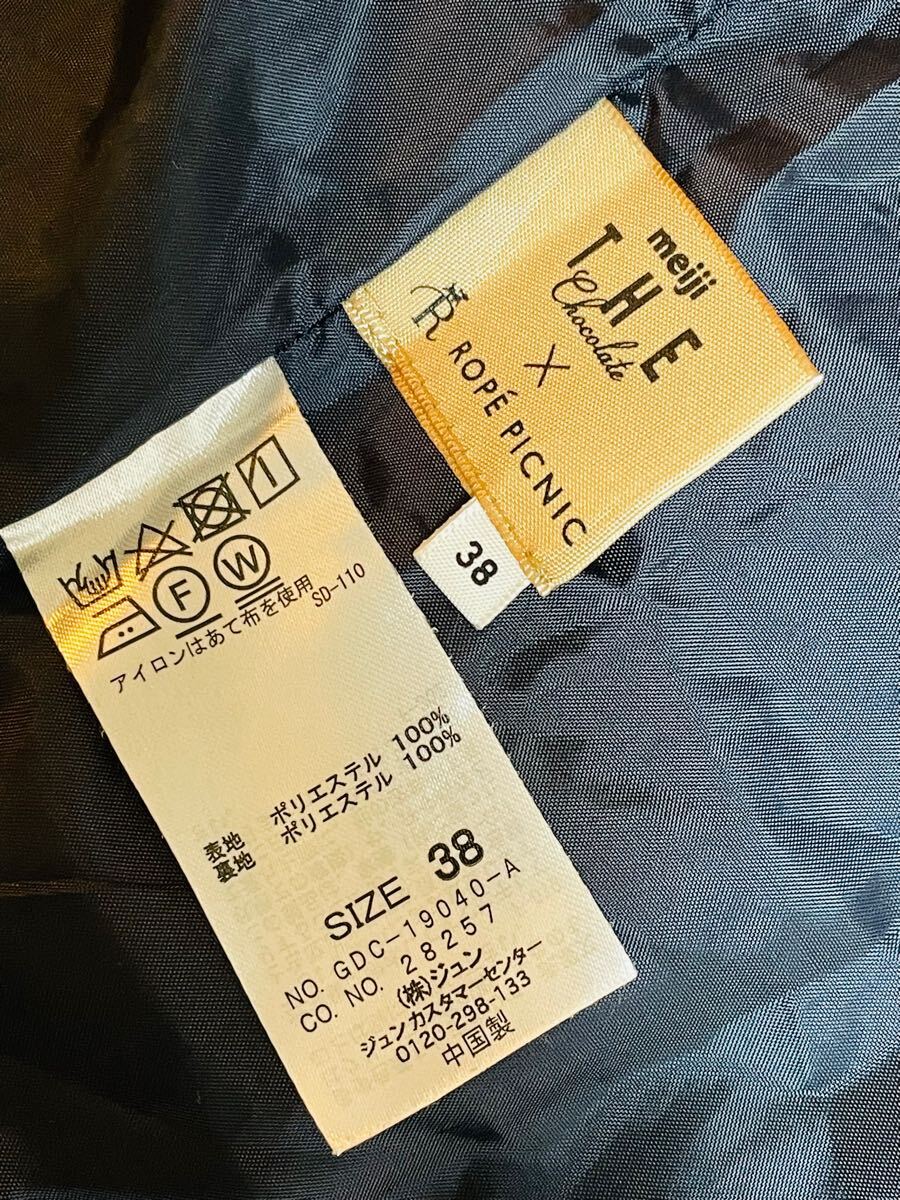 meiji
THE
Chocolate
×
R
ROPÉ PICNIC
38
F W
アイロンはあて布を使用
SD-110
表地 ポリエステル 100%
裏地 ポリエステル 100%
SIZE 38
NO. GDC-19040-A
CO. NO. 28257
(株)ジュン
ジュンカスタマーセンター
0120-298-133
中国製